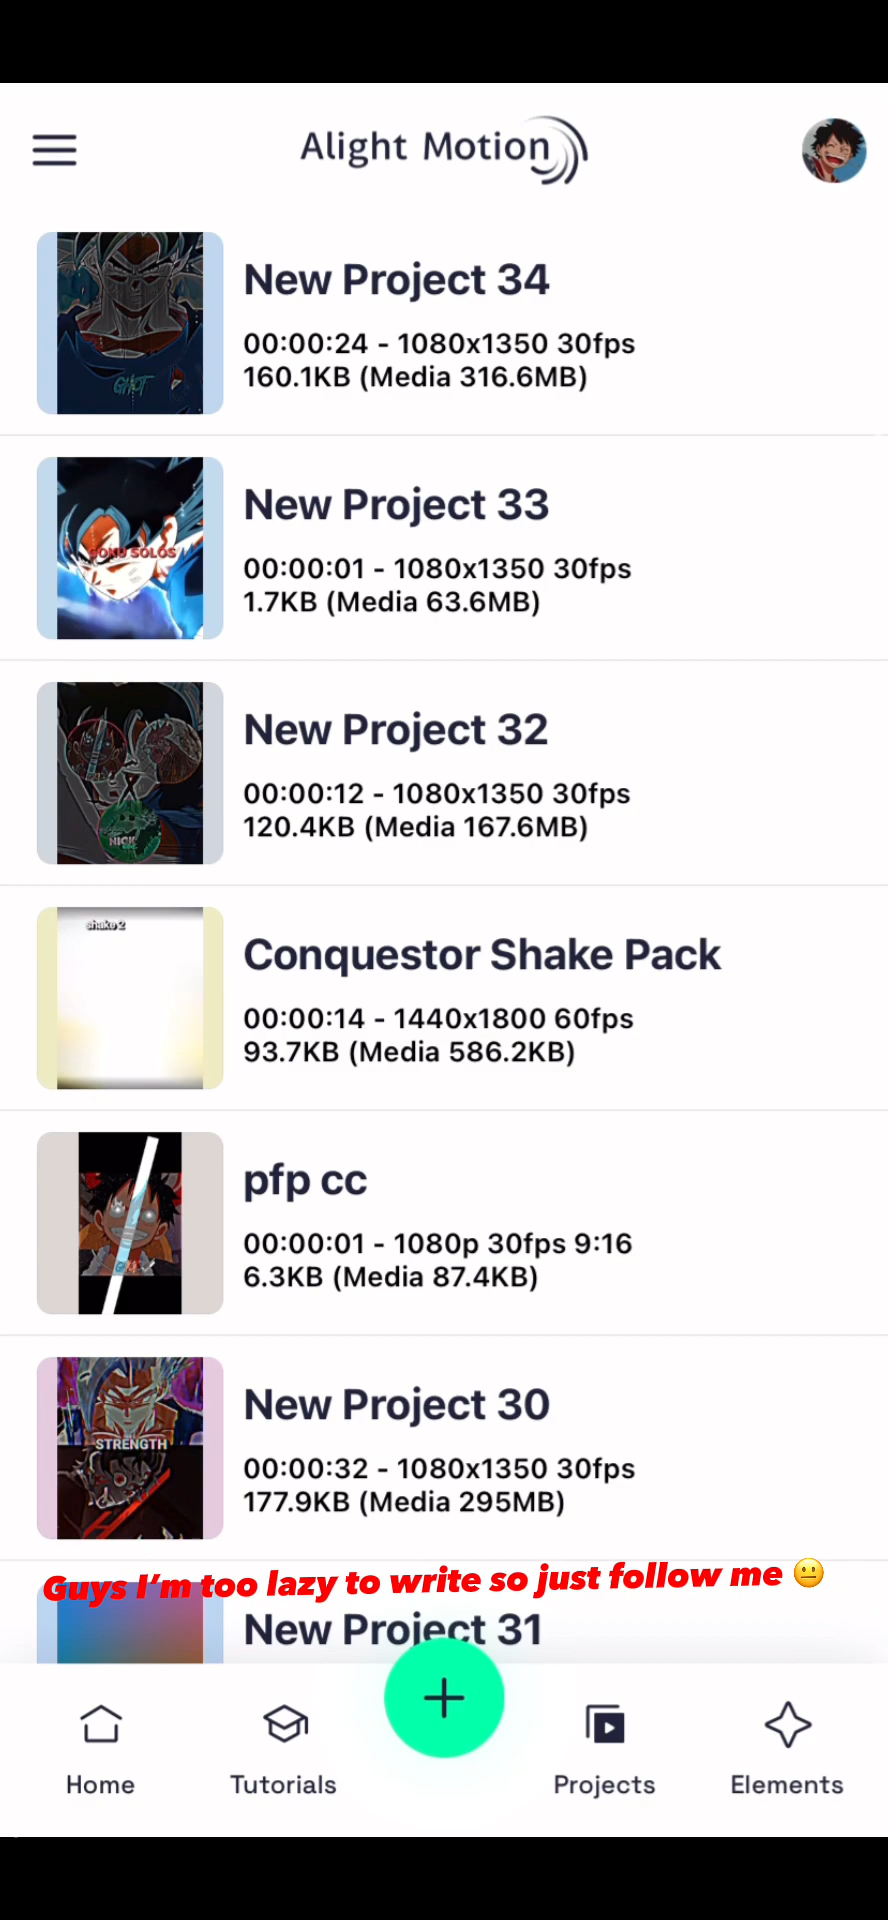 Alight Motion
New Project 34
00:00:24 - 1080x1350 30fps
160.1KB (Media 316.6MB)
New Project 33
GOKU SOLOS
00:00:01 - 1080x1350 30fps
1.7KB (Media 63.6MB)
New Project 32
00:00:12 - 1080x1350 30fps
120.4KB (Media 167.6MB)
NICK
shake 2
Conquestor Shake Pack
00:00:14 - 1440x1800 60fps
93.7KB (Media 586.2KB)
pfp cc
00:00:01 - 1080p 30fps 9:16
6.3KB (Media 87.4KB)
New Project 30
STRENGTH
00:00:32 - 1080x1350 30fps
177.9KB (Media 295MB)
Guys I’m too lazy to write so just follow me 😐
New Project 31
Home
Tutorials
Projects
Elements